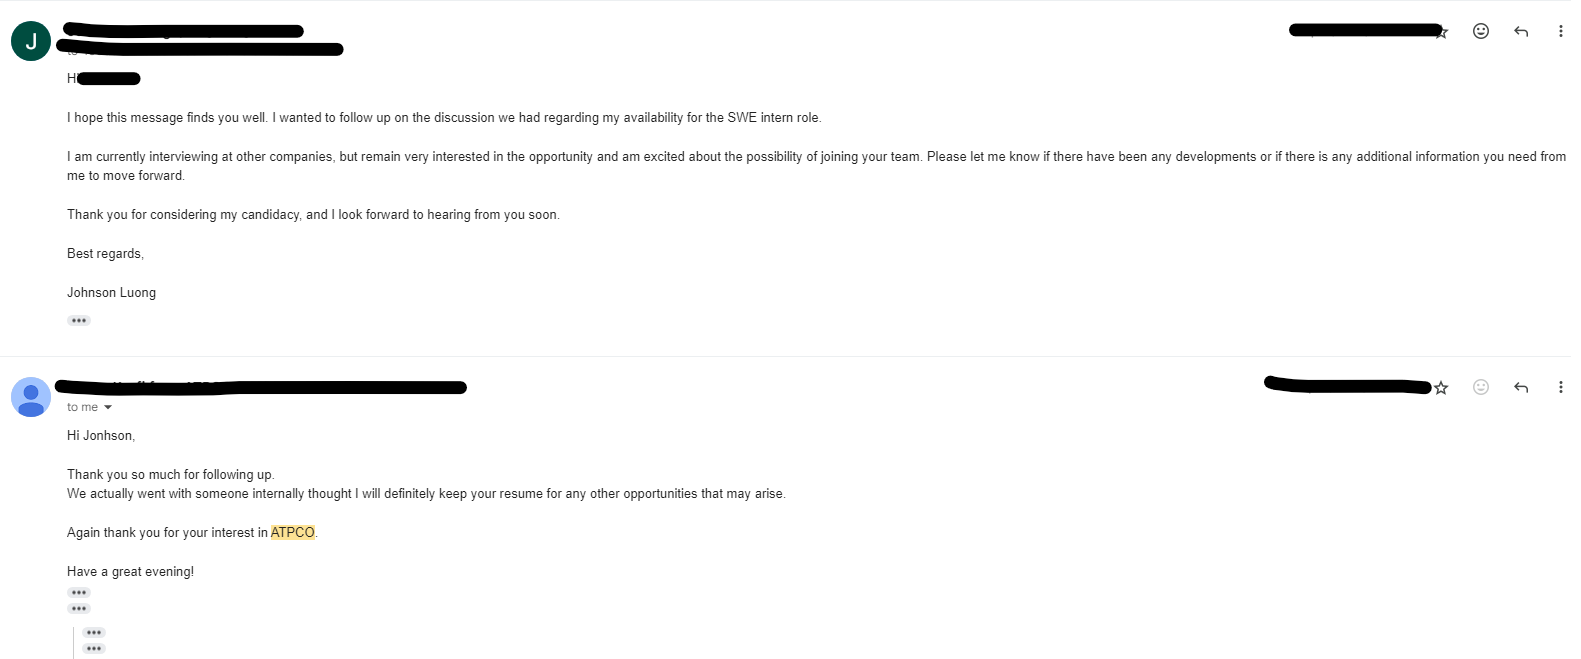 J
Hi
I hope this message finds you well. I wanted to follow up on the discussion we had regarding my availability for the SWE intern role.
I am currently interviewing at other companies, but remain very interested in the opportunity and am excited about the possibility of joining your team. Please let me know if there have been any developments or if there is any additional information you need from
me to move forward.
Thank you for considering my candidacy, and I look forward to hearing from you soon.
Best regards,
Johnson Luong
to me
Hi Jonhson,
Thank you so much for following up.
We actually went with someone internally thought I will definitely keep your resume for any other opportunities that may arise.
Again thank you for your interest in ATPCO.
Have a great evening!